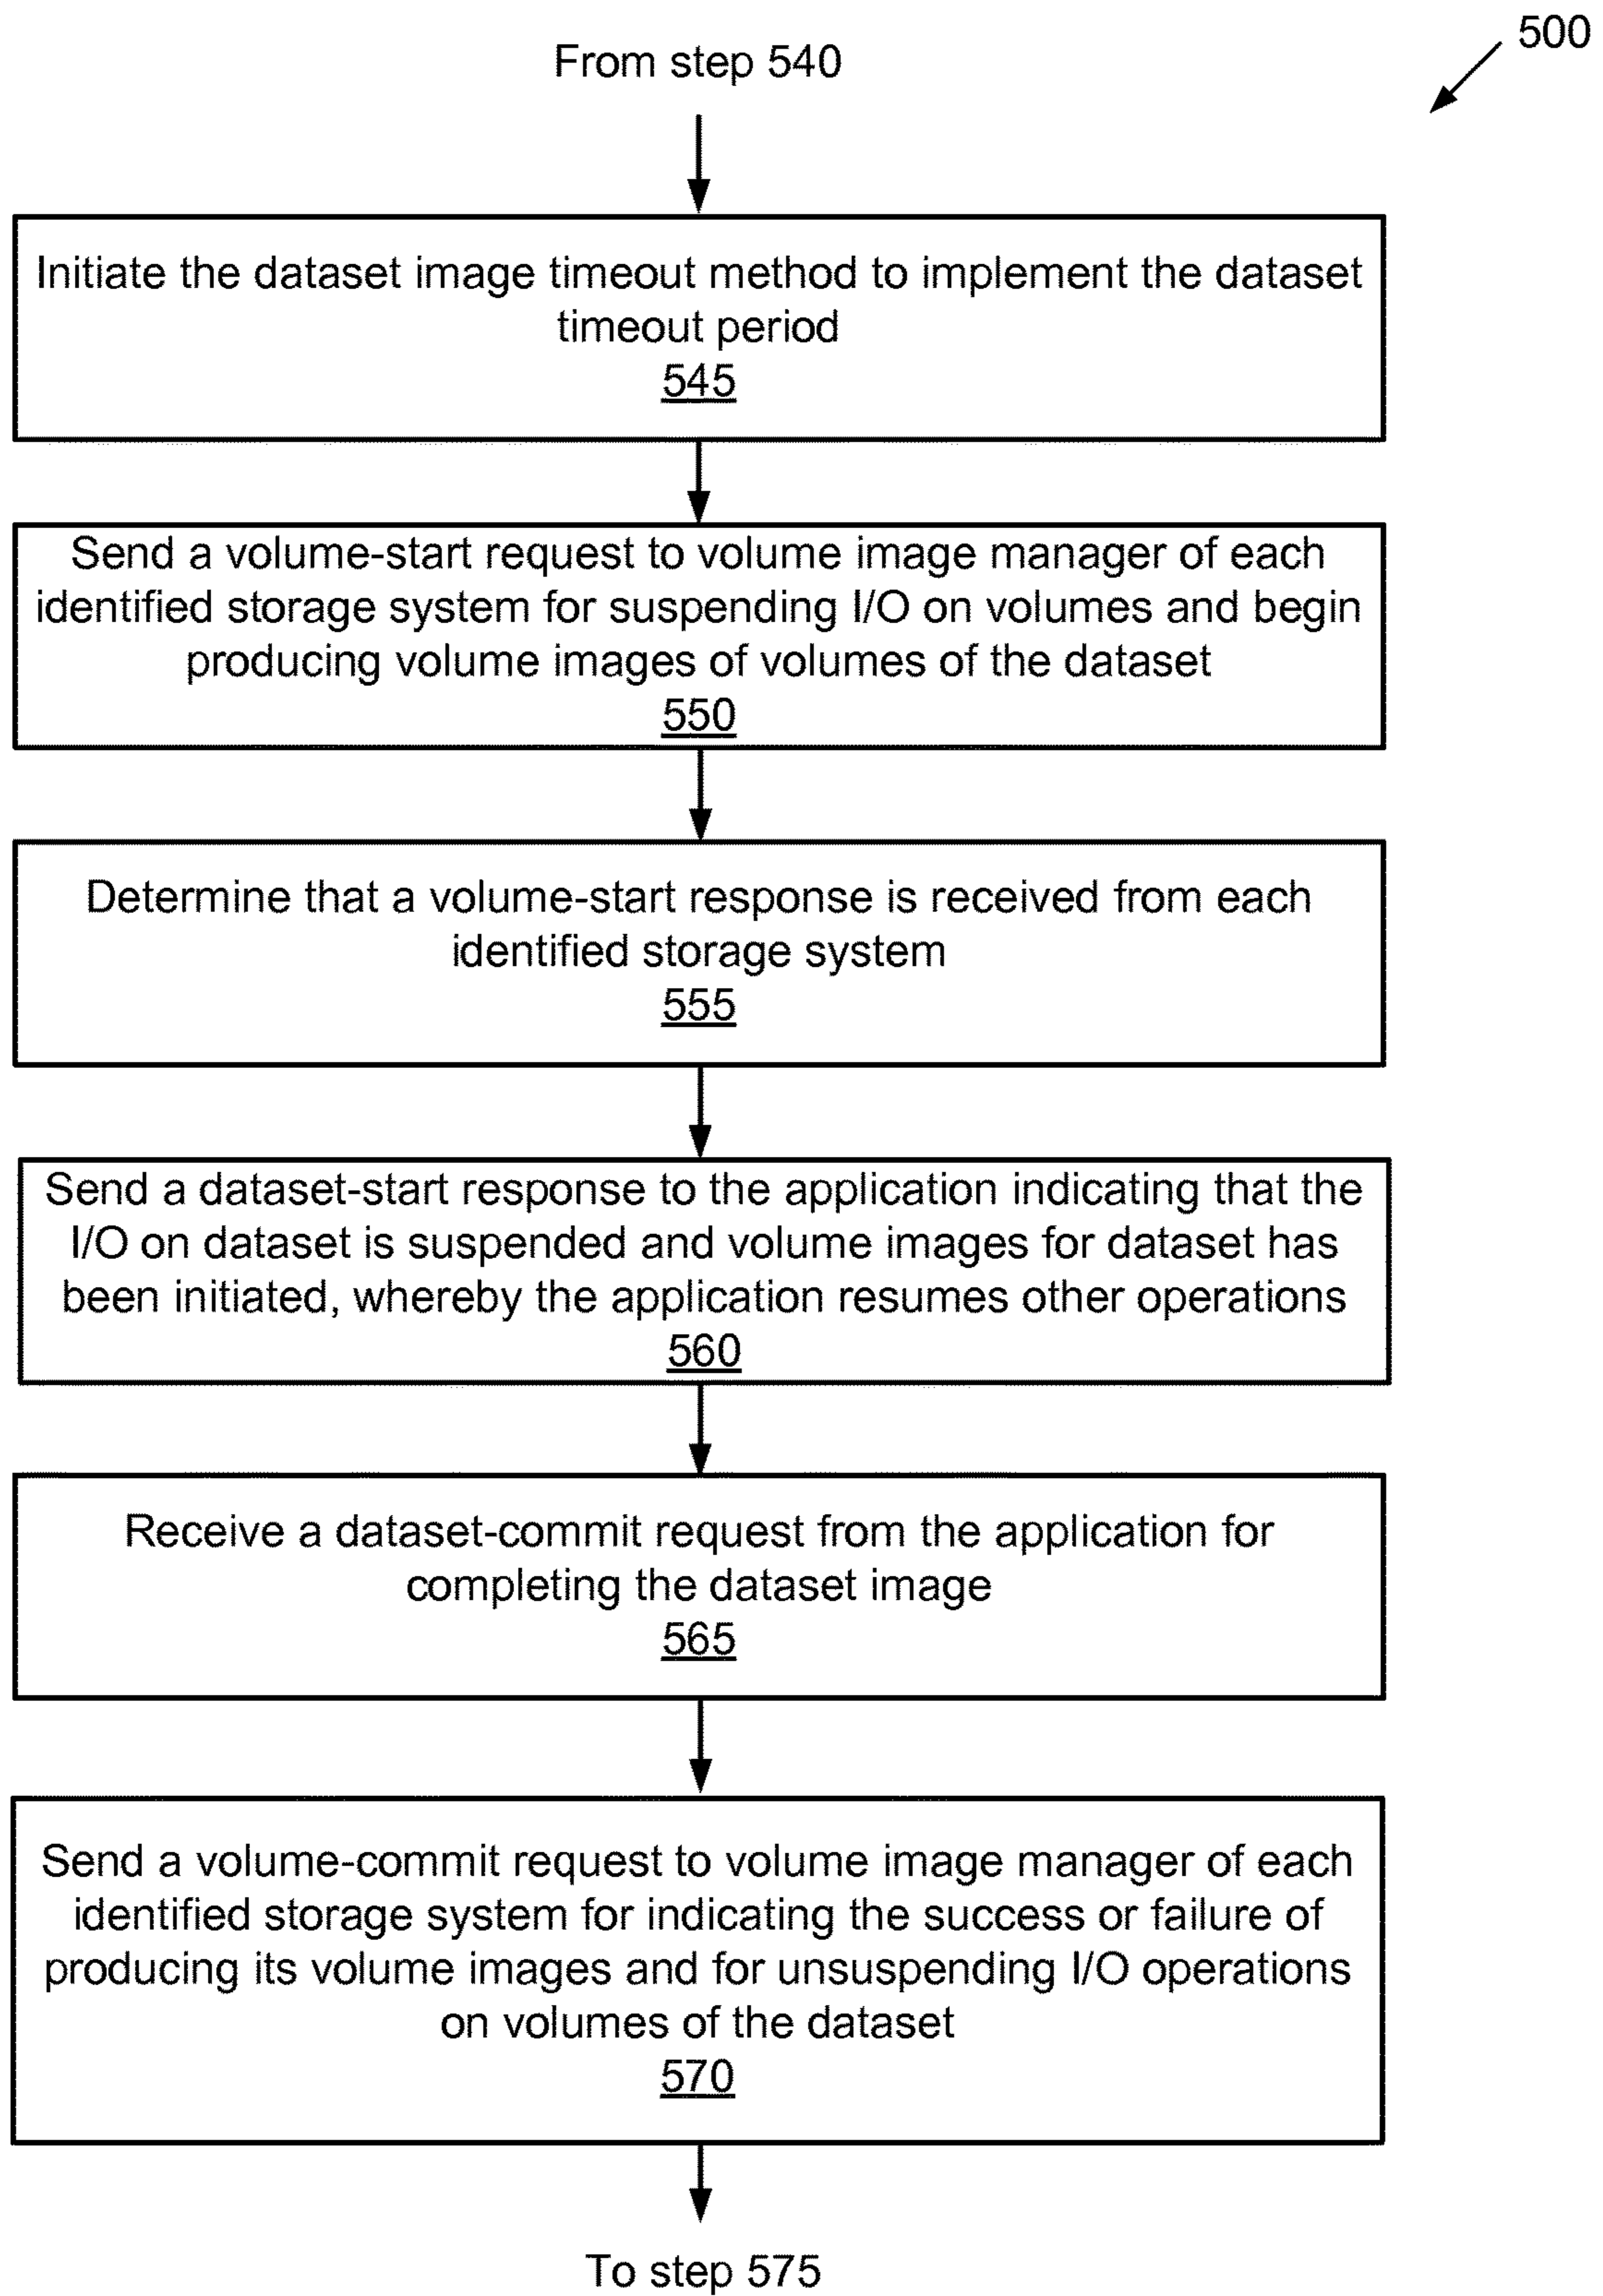 500
From step 540
Initiate the dataset image timeout method to implement the dataset
timeout period
545
Send a volume-start request to volume image manager of each
identified storage system for suspending I/O on volumes and begin
producing volume images of volumes of the dataset
550
Determine that a volume-start response is received from each
identified storage system
555
Send a dataset-start response to the application indicating that the
I/O on dataset is suspended and volume images for dataset has
been initiated, whereby the application resumes other operations
560
Receive a dataset-commit request from the application for
completing the dataset image
565
Send a volume-commit request to volume image manager of each
identified storage system for indicating the success or failure of
producing its volume images and for unsuspending I/O operations
on volumes of the dataset
570
To step 575